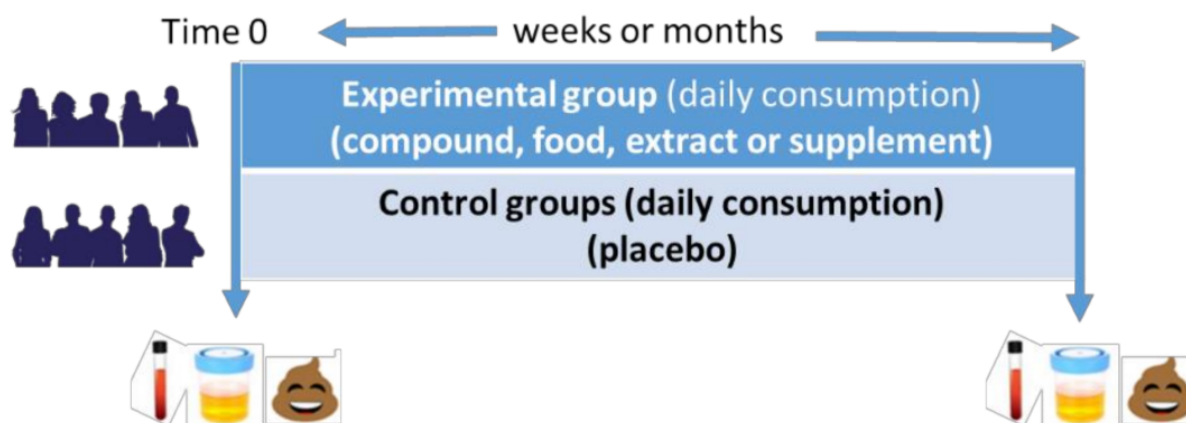 Time 0 weeks or months
Experimental group (daily consumption)
(compound, food, extract or supplement)
Control groups (daily consumption)
(placebo)